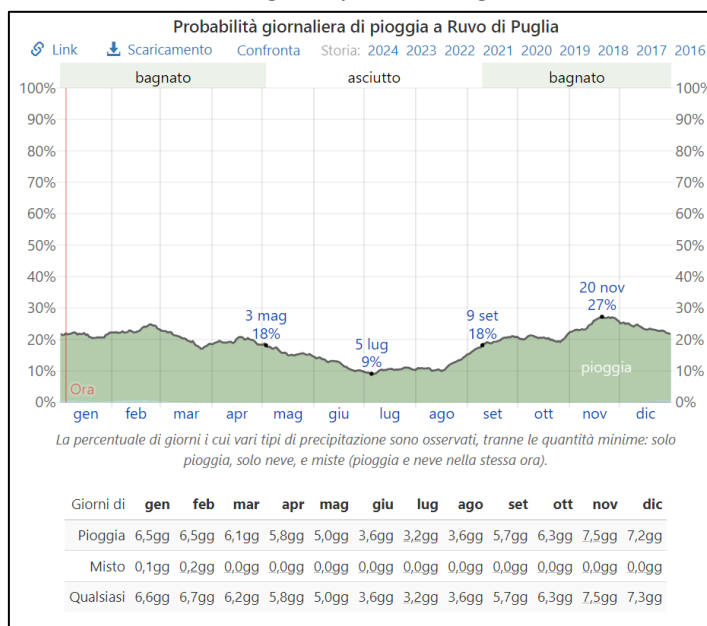 Probabilità giornaliera di pioggia a Ruvo di Puglia
Link Scaricamento Confronta Storia: 2024 2023 2022 2021 2020 2019 2018 2017 2016
bagnato asciutto bagnato
100% 100%
90% 90%
80% 80%
70% 70%
60% 60%
50% 50%
40% 40%
30% 30%
20% 20%
10% 10%
0% 0%
20 nov
27%
3 mag
18%
9 set
18%
5 lug
9%
pioggia
Ora
gen feb mar apr mag giu lug ago set ott nov dic
La percentuale di giorni i cui vari tipi di precipitazione sono osservati, tranne le quantità minime: solo
pioggia, solo neve, e miste (pioggia e neve nella stessa ora).
Giorni di gen feb mar apr mag giu lug ago set ott nov dic
Pioggia 6,5gg 6,5gg 6,1gg 5,8gg 5,0gg 3,6gg 3,2gg 3,6gg 5,7gg 6,3gg 7,5gg 7,2gg
Misto 0,1gg 0,2gg 0,0gg 0,0gg 0,0gg 0,0gg 0,0gg 0,0gg 0,0gg 0,0gg 0,0gg 0,0gg
Qualsiasi 6,6gg 6,7gg 6,2gg 5,8gg 5,0gg 3,6gg 3,2gg 3,6gg 5,7gg 6,3gg 7,5gg 7,3gg